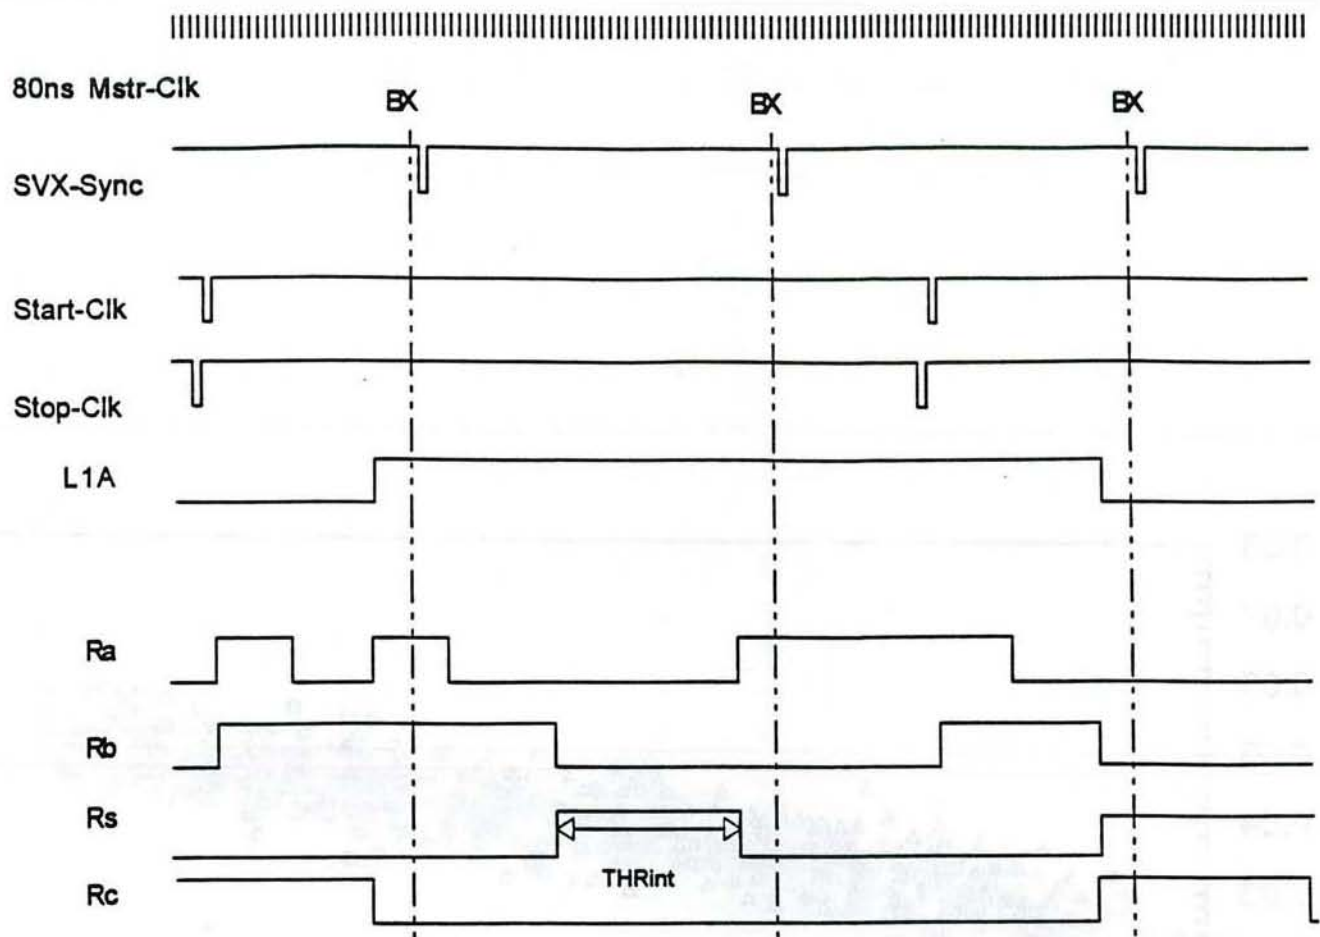 80ns Mstr-Clk
BX BX BX
SVX-Sync
Start-Clk
Stop-Clk
L1A
Ra
Rb
Rs
THRint
Rc